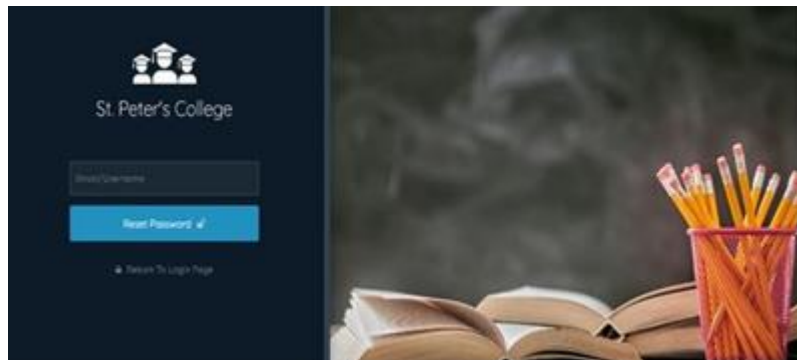 St. Peter's College
Email/Username
Reset Password
Return To Login Page